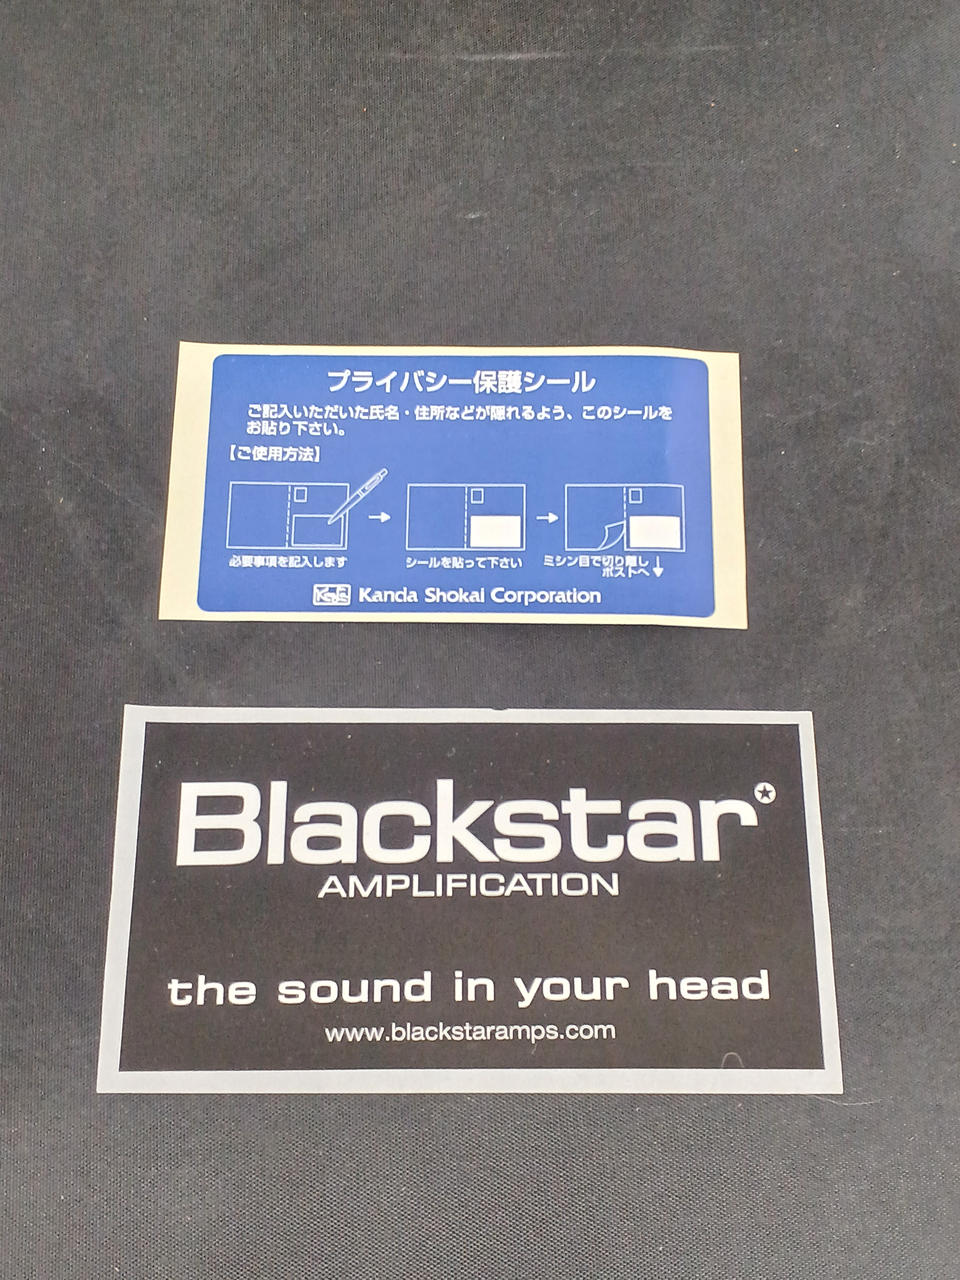 プライバシー保護シール
ご記入いただいた氏名・住所などが隠れるよう、このシールを
お貼り下さい。
【ご使用方法】
必要事項を記入します
シールを貼って下さい
ミシン目で切り離し
ポストへ
Kanda Kanda Shokai Corporation
Blackstar
AMPLIFICATION
the sound in your head
www.blackstaramps.com